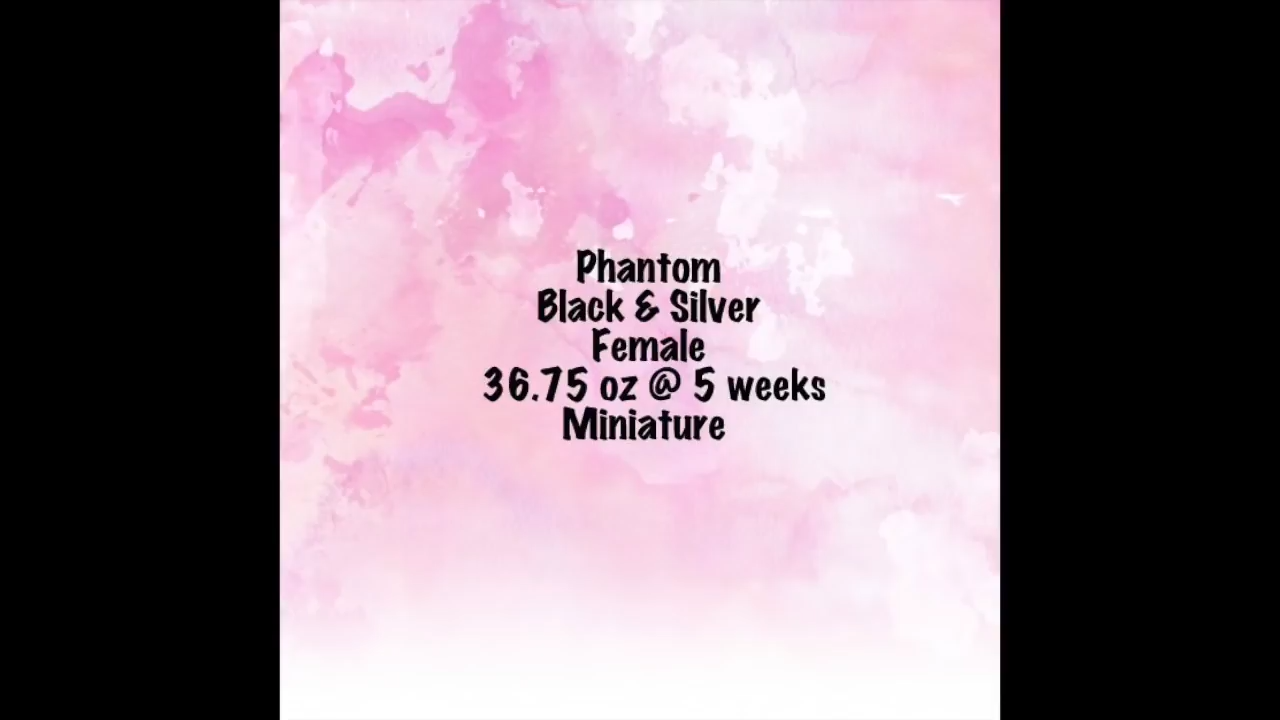 Phantom
Black & Silver
Female
36.75 oz @ 5 weeks
Miniature